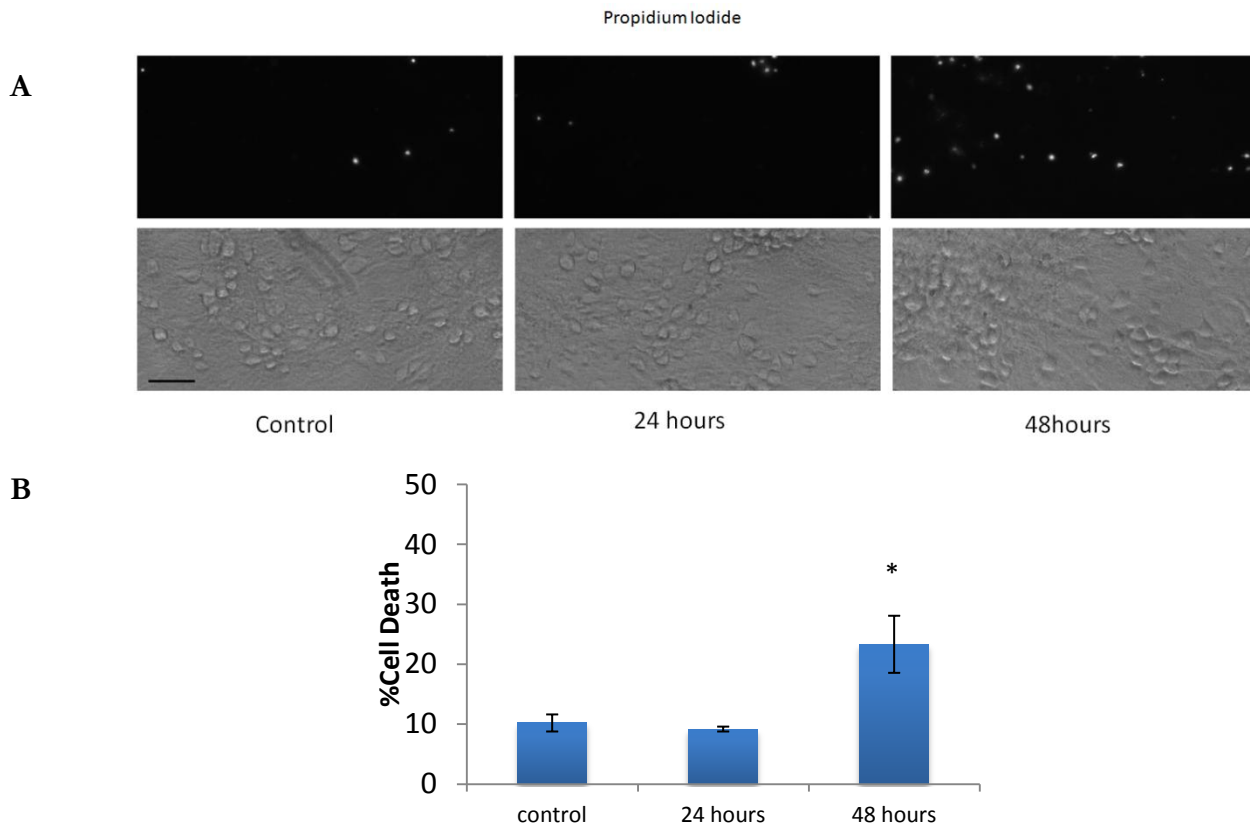 Propidium Iodide
A
Control
24 hours
48hours
B
50
40
30
20
10
0
%Cell Death
*
control
24 hours
48 hours